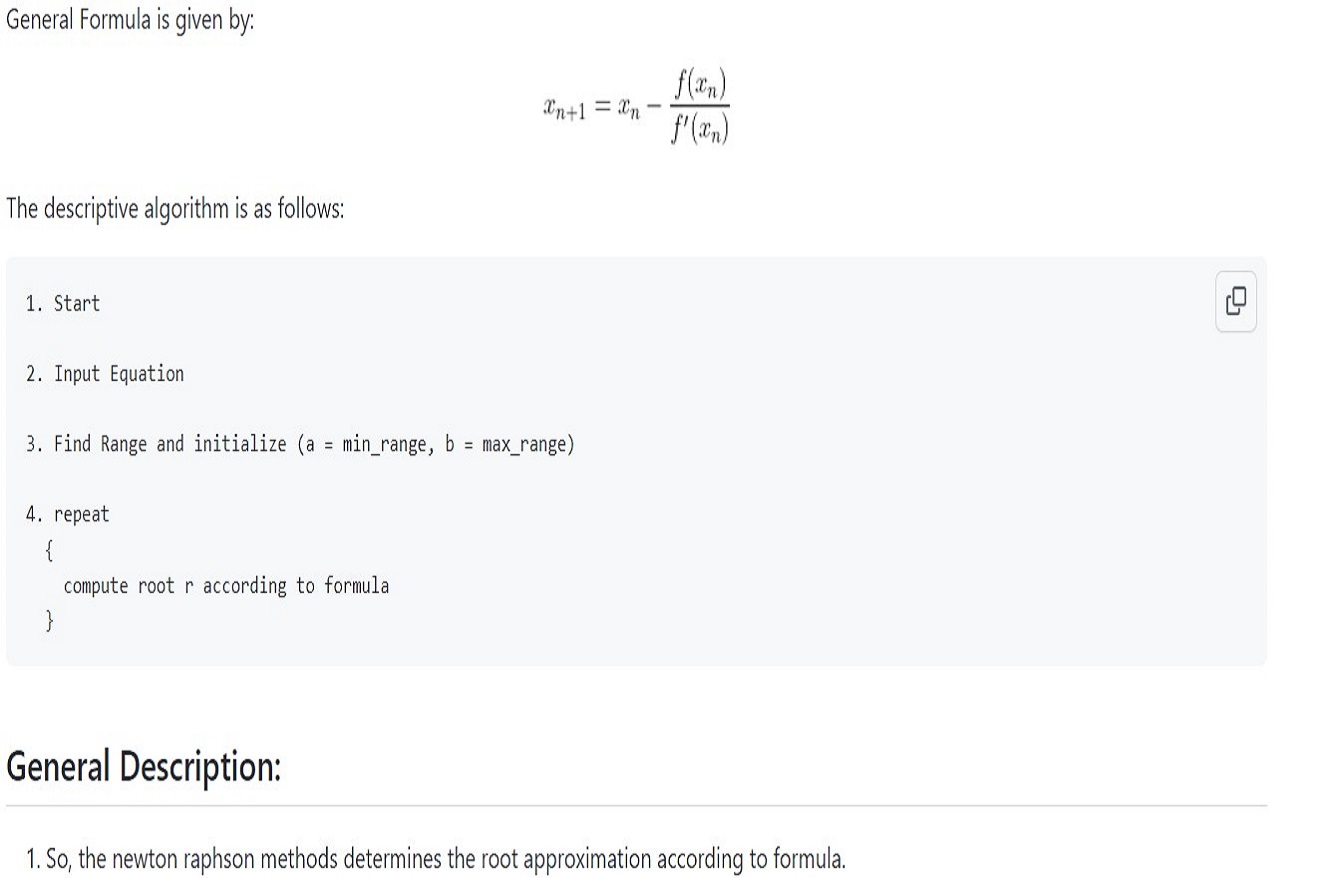 General Formula is given by:
x_{n+1} = x_n − f(x_n) / f′(x_n)
The descriptive algorithm is as follows:
1. Start
2. Input Equation
3. Find Range and initialize (a = min_range, b = max_range)
4. repeat
{
compute root r according to formula
}
General Description:
1. So, the newton raphson methods determines the root approximation according to formula.